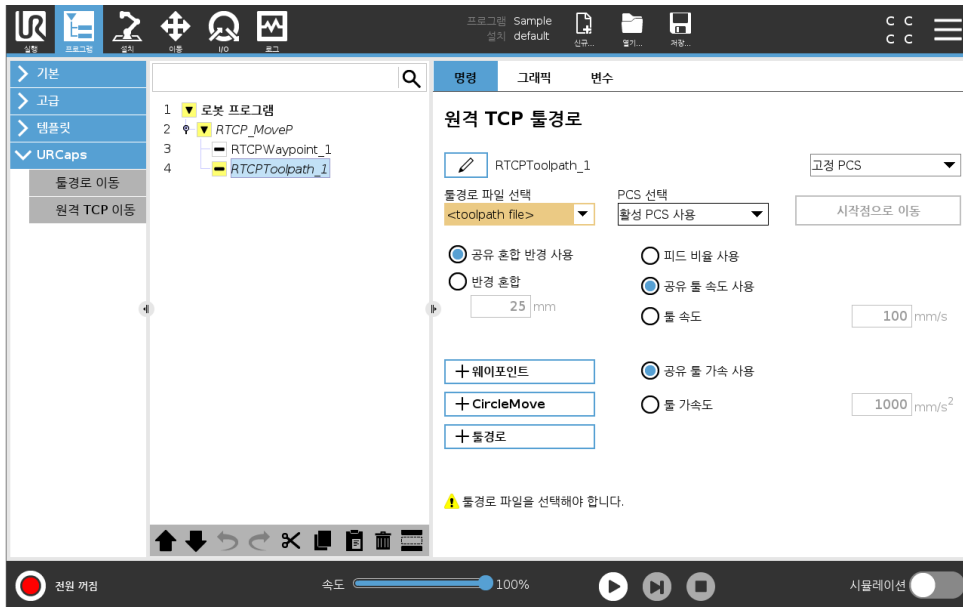 프로그램 Sample
설치 default
실행 프로그램 설치 이동 I/O 로그 신규... 열기... 저장...
C C
C C
기본
고급
템플릿
URCaps
툴경로 이동
원격 TCP 이동
1 로봇 프로그램
2 RTCP_MoveP
3 RTCPWaypoint_1
4 RTCPToolpath_1
명령 그래픽 변수
원격 TCP 툴경로
RTCPToolpath_1 고정 PCS
툴경로 파일 선택 PCS 선택
<toolpath file> 활성 PCS 사용 시작점으로 이동
공유 혼합 반경 사용 피드 비율 사용
반경 혼합 공유 툴 속도 사용
25 mm 툴 속도 100 mm/s
웨이포인트 공유 툴 가속 사용
CircleMove 툴 가속도 1000 mm/s²
툴경로
툴경로 파일을 선택해야 합니다.
전원 꺼짐 속도 100% 시뮬레이션